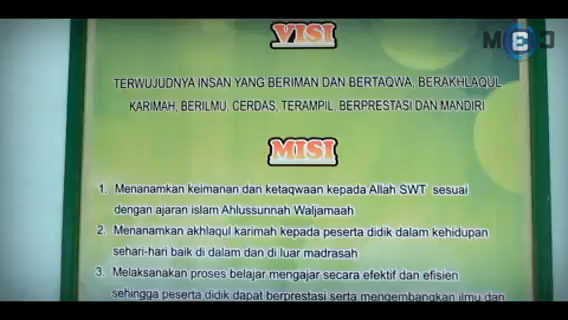 VISI
TERWUJUDNYA INSAN YANG BERIMAN DAN BERTAQWA, BERAKHLAQUL
KARIMAH, BERILMU, CERDAS, TERAMPIL, BERPRESTASI DAN MANDIRI
MISI
1. Menanamkan keimanan dan ketaqwaan kepada Allah SWT sesuai
dengan ajaran islam Ahlussunnah Waljamaah
2. Menanamkan akhlaqul karimah kepada peserta didik dalam kehidupan
sehari-hari baik di dalam dan di luar madrasah
3. Melaksanakan proses belajar mengajar secara efektif dan efisien
sehingga peserta didik dapat berprestasi serta mengembangkan ilmu dan